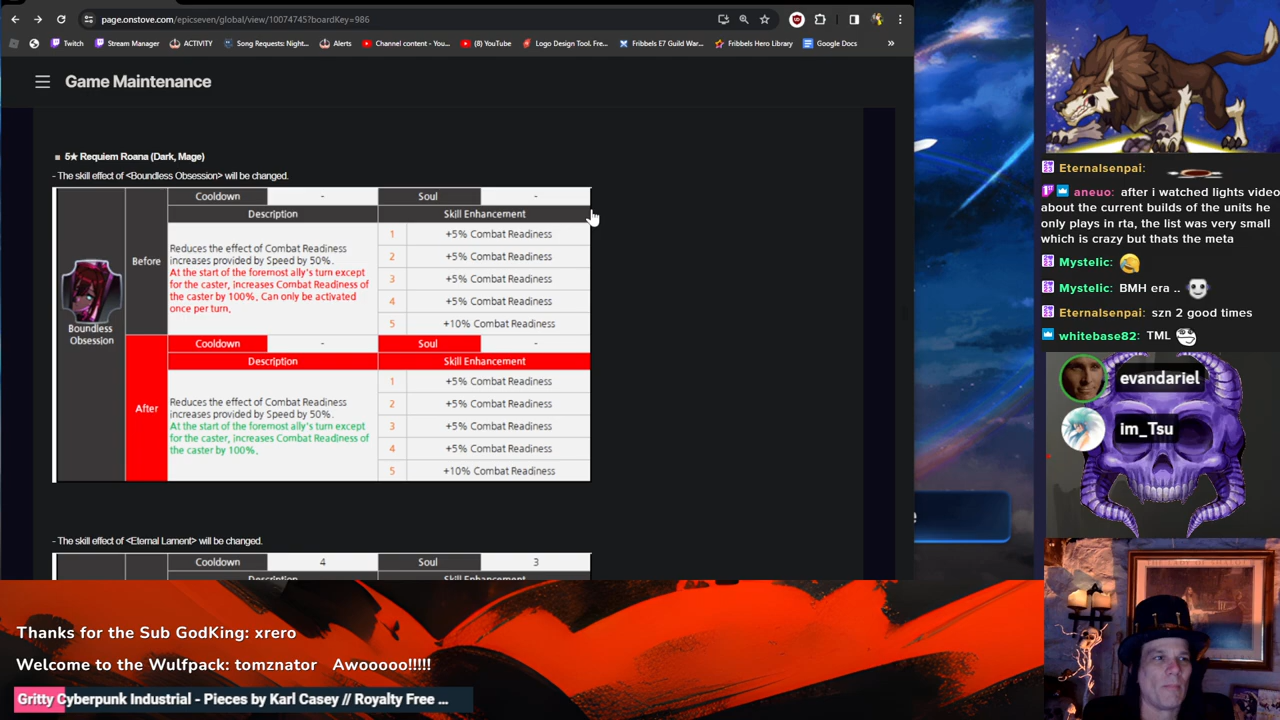 page.onstove.com/epicseven/global/view/10074745?boardKey=986
Twitch
Stream Manager
ACTIVITY
Song Requests: Night...
Alerts
Channel content - You...
(8) YouTube
Logo Design Tool. Fre...
Fribbels E7 Guild War...
Fribbels Hero Library
Google Docs
»
Game Maintenance
■ 5★ Requiem Roana (Dark, Mage)
- The skill effect of <Boundless Obsession> will be changed.
Boundless
Obsession
Before
Cooldown - Soul -
Description Skill Enhancement
Reduces the effect of Combat Readiness
increases provided by Speed by 50%.
At the start of the foremost ally's turn except
for the caster, increases Combat Readiness of
the caster by 100%. Can only be activated
once per turn.
1 +5% Combat Readiness
2 +5% Combat Readiness
3 +5% Combat Readiness
4 +5% Combat Readiness
5 +10% Combat Readiness
After
Cooldown - Soul -
Description Skill Enhancement
Reduces the effect of Combat Readiness
increases provided by Speed by 50%.
At the start of the foremost ally's turn except
for the caster, increases Combat Readiness of
the caster by 100%.
1 +5% Combat Readiness
2 +5% Combat Readiness
3 +5% Combat Readiness
4 +5% Combat Readiness
5 +10% Combat Readiness
- The skill effect of <Eternal Lament> will be changed.
Cooldown 4 Soul 3
Description Skill Enhancement
Eternalsenpai:
aneuo: after i watched lights video
about the current builds of the units he
only plays in rta, the list was very small
which is crazy but thats the meta
Mystelic:
Mystelic: BMH era ..
Eternalsenpai: szn 2 good times
whitebase82: TML
evandariel
im_Tsu
Thanks for the Sub GodKing: xrero
Welcome to the Wulfpack: tomznator Awooooo!!!!!
Gritty Cyberpunk Industrial - Pieces by Karl Casey // Royalty Free ...